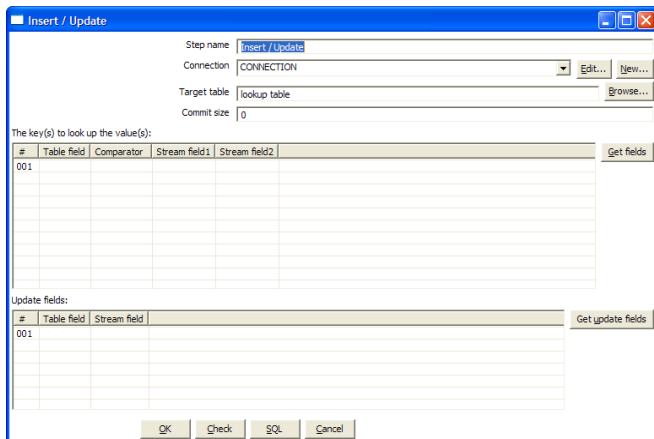 Insert / Update
Step name Insert / Update
Connection CONNECTION Edit... New...
Target table lookup table Browse...
Commit size 0
The key(s) to look up the value(s):
# Table field Comparator Stream field1 Stream field2 Get fields
001
Update fields:
# Table field Stream field Get update fields
001
OK Check SQL Cancel